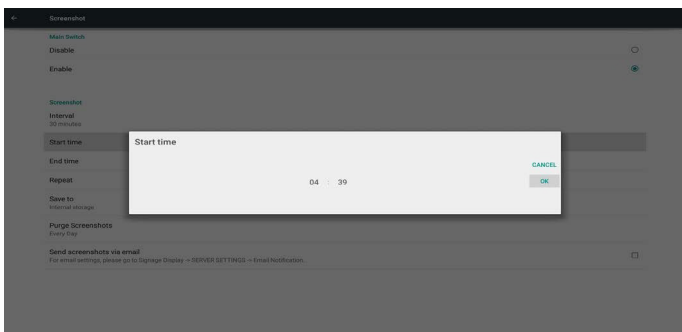 Screenshot
Main Switch
Disable
Enable
Screenshot
Interval
30 minutes
Start time
Start time
End time
CANCEL
Repeat
04 : 39
OK
Save to
Internal storage
Purge Screenshots
Every Day
Send screenshots via email
For email settings, please go to Signage Display -> SERVER SETTINGS -> Email Notification.